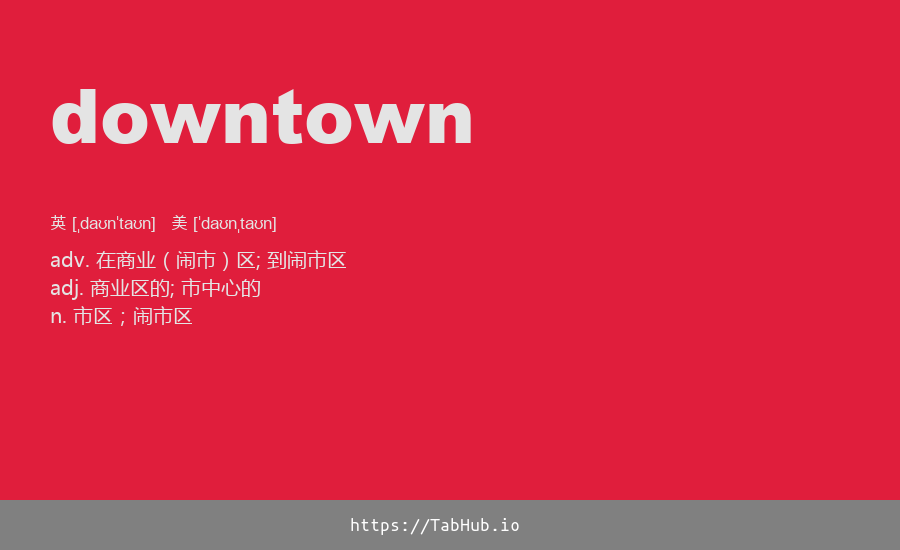 downtown
英 [ˌdaʊnˈtaʊn] 美 [ˈdaʊnˌtaʊn]
adv. 在商业（闹市）区; 到闹市区
adj. 商业区的; 市中心的
n. 市区；闹市区
https://TabHub.io